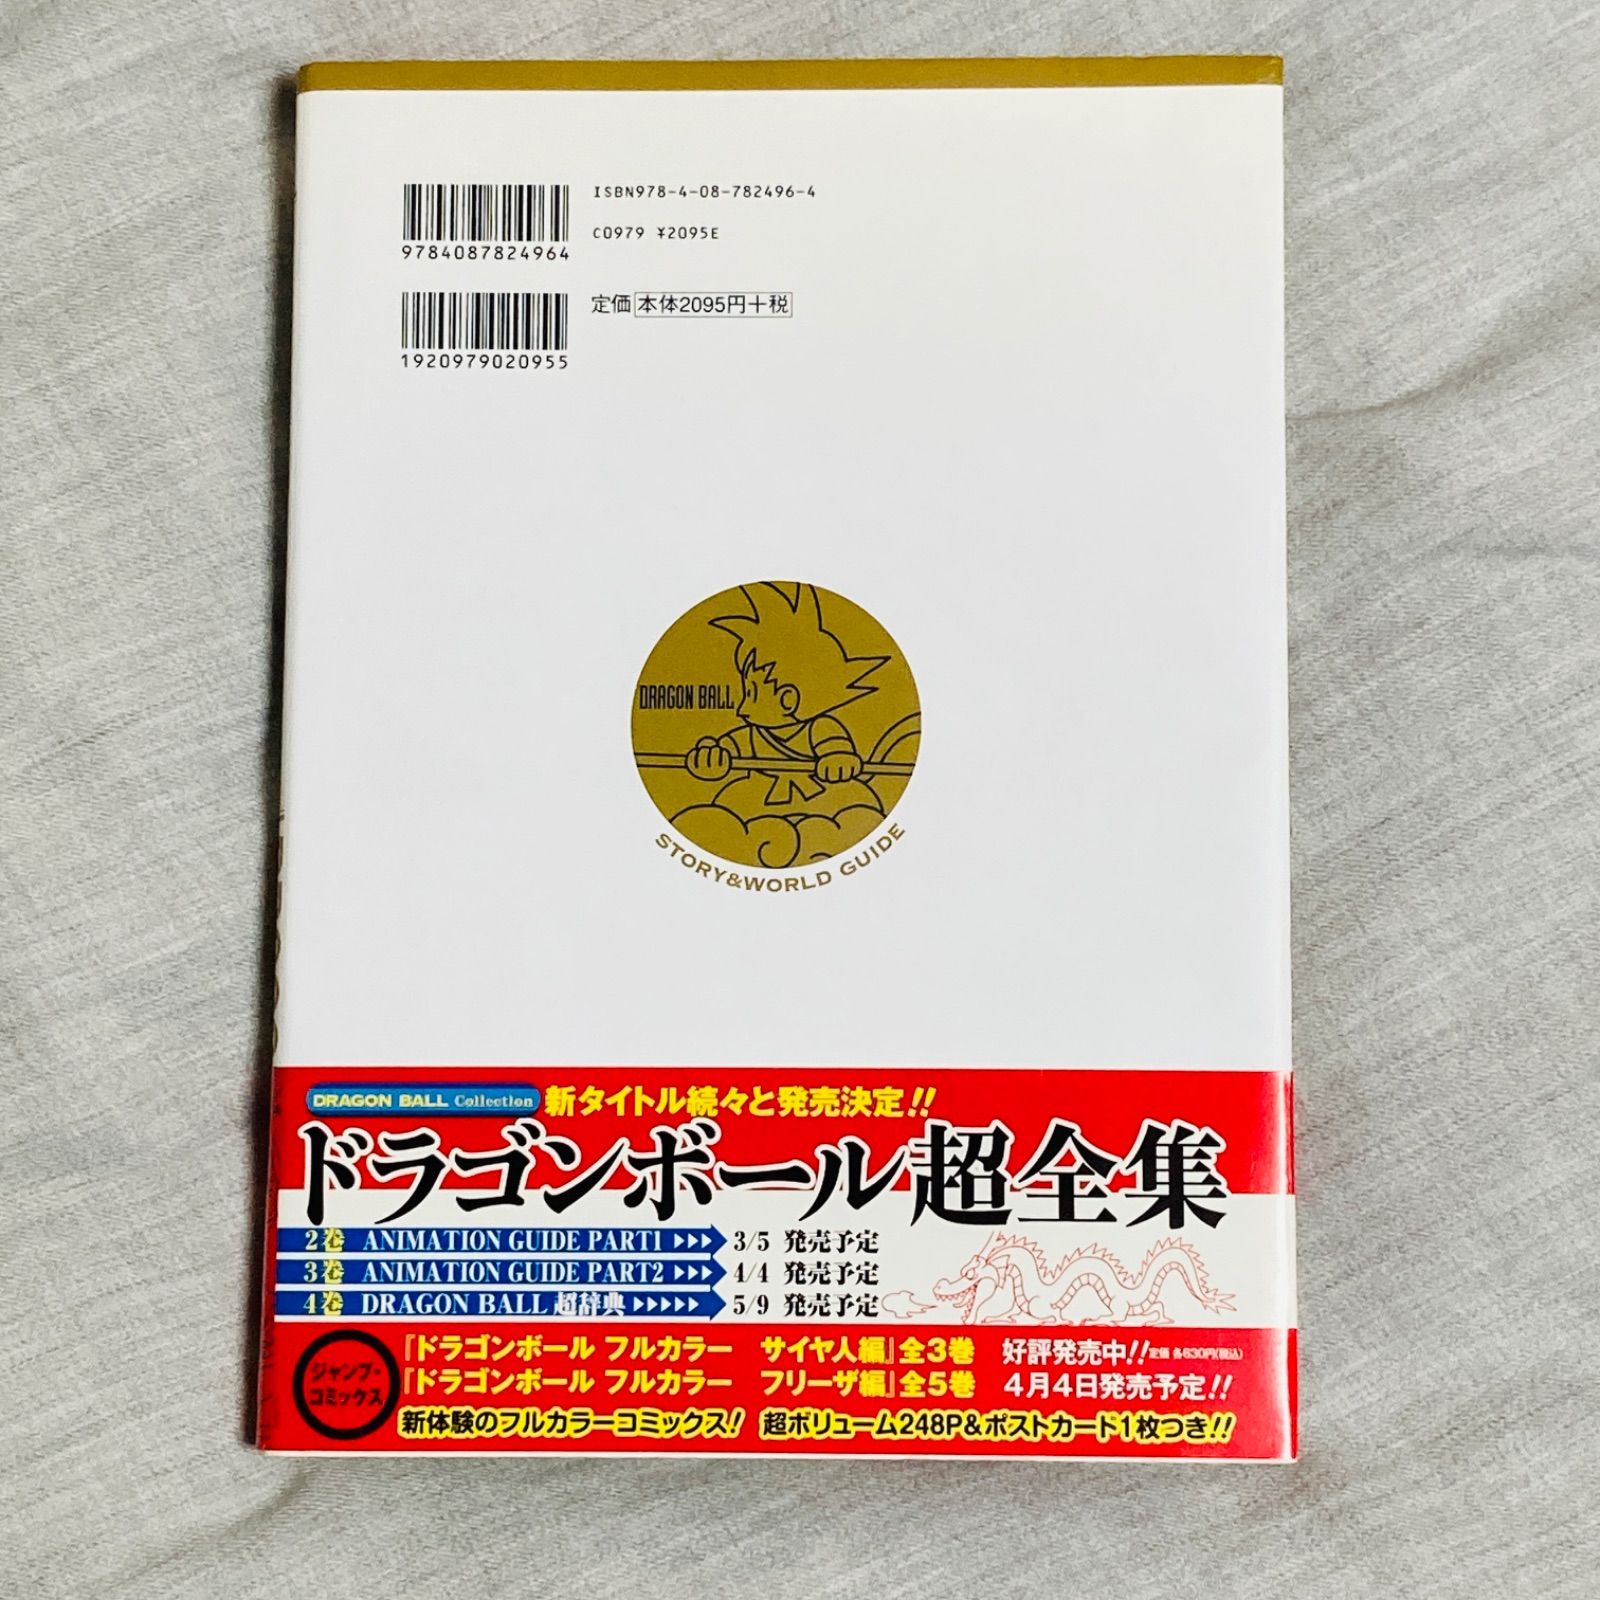 ISBN978-4-08-782496-4
C0979 ¥2095E
9784087824964
定価 本体2095円+税
1920979020955
DRAGON BALL
STORY&WORLD GUIDE
DRAGON BALL Collection 新タイトル続々と発売決定!!
ドラゴンボール超全集
2巻 ANIMATION GUIDE PART1 ▶▶▶ 3/5 発売予定
3巻 ANIMATION GUIDE PART2 ▶▶▶ 4/4 発売予定
4巻 DRAGON BALL 超辞典 ▶▶▶▶▶ 5/9 発売予定
ジャンプ・
コミックス
『ドラゴンボール フルカラー サイヤ人編』全3巻 好評発売中!! 定価 各630円(税込)
『ドラゴンボール フルカラー フリーザ編』全5巻 4月4日発売予定!!
新体験のフルカラーコミックス! 超ボリューム248P&ポストカード1枚つき!!